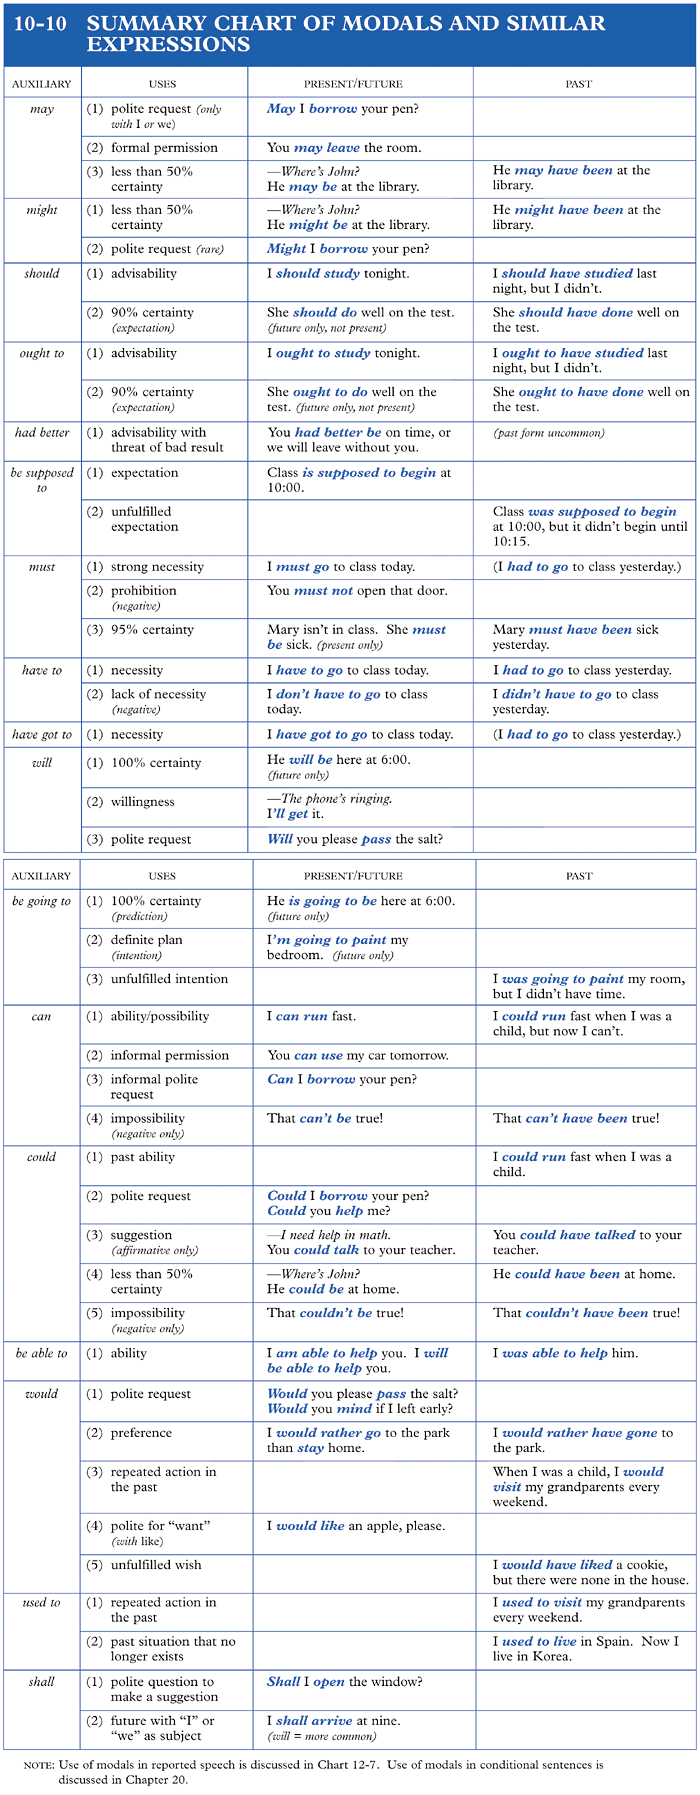 10-10 SUMMARY CHART OF MODALS AND SIMILAR
EXPRESSIONS
AUXILIARY USES PRESENT/FUTURE PAST
may (1) polite request (only May I borrow your pen?
with I or we)
(2) formal permission You may leave the room.
(3) less than 50% —Where's John? He may have been at the
certainty He may be at the library. library.
might (1) less than 50% —Where's John? He might have been at the
certainty He might be at the library. library.
(2) polite request (rare) Might I borrow your pen?
should (1) advisability I should study tonight. I should have studied last
night, but I didn't.
(2) 90% certainty She should do well on the test. She should have done well on
(expectation) (future only, not present) the test.
ought to (1) advisability I ought to study tonight. I ought to have studied last
night, but I didn't.
(2) 90% certainty She ought to do well on the She ought to have done well on
(expectation) test. (future only, not present) the test.
had better (1) advisability with You had better be on time, or (past form uncommon)
threat of bad result we will leave without you.
be supposed (1) expectation Class is supposed to begin at
to 10:00.
(2) unfulfilled Class was supposed to begin
expectation at 10:00, but it didn't begin until
10:15.
must (1) strong necessity I must go to class today. (I had to go to class yesterday.)
(2) prohibition You must not open that door.
(negative)
(3) 95% certainty Mary isn't in class. She must Mary must have been sick
be sick. (present only) yesterday.
have to (1) necessity I have to go to class today. I had to go to class yesterday.
(2) lack of necessity I don't have to go to class I didn't have to go to class
(negative) today. yesterday.
have got to (1) necessity I have got to go to class today. (I had to go to class yesterday.)
will (1) 100% certainty He will be here at 6:00.
(future only)
(2) willingness —The phone's ringing.
I'll get it.
(3) polite request Will you please pass the salt?
AUXILIARY USES PRESENT/FUTURE PAST
be going to (1) 100% certainty He is going to be here at 6:00.
(prediction) (future only)
(2) definite plan I'm going to paint my
(intention) bedroom. (future only)
(3) unfulfilled intention I was going to paint my room,
but I didn't have time.
can (1) ability/possibility I can run fast. I could run fast when I was a
child, but now I can't.
(2) informal permission You can use my car tomorrow.
(3) informal polite Can I borrow your pen?
request
(4) impossibility That can't be true! That can't have been true!
(negative only)
could (1) past ability I could run fast when I was a
child.
(2) polite request Could I borrow your pen?
Could you help me?
(3) suggestion —I need help in math. You could have talked to your
(affirmative only) You could talk to your teacher. teacher.
(4) less than 50% —Where's John? He could have been at home.
certainty He could be at home.
(5) impossibility That couldn't be true! That couldn't have been true!
(negative only)
be able to (1) ability I am able to help you. I will I was able to help him.
be able to help you.
would (1) polite request Would you please pass the salt?
Would you mind if I left early?
(2) preference I would rather go to the park I would rather have gone to
than stay home. the park.
(3) repeated action in When I was a child, I would
the past visit my grandparents every
weekend.
(4) polite for "want" I would like an apple, please.
(with like)
(5) unfulfilled wish I would have liked a cookie,
but there were none in the house.
used to (1) repeated action in I used to visit my grandparents
the past every weekend.
(2) past situation that no I used to live in Spain. Now I
longer exists live in Korea.
shall (1) polite question to Shall I open the window?
make a suggestion
(2) future with "I" or I shall arrive at nine.
"we" as subject (will = more common)
NOTE: Use of modals in reported speech is discussed in Chart 12-7. Use of modals in conditional sentences is
discussed in Chapter 20.